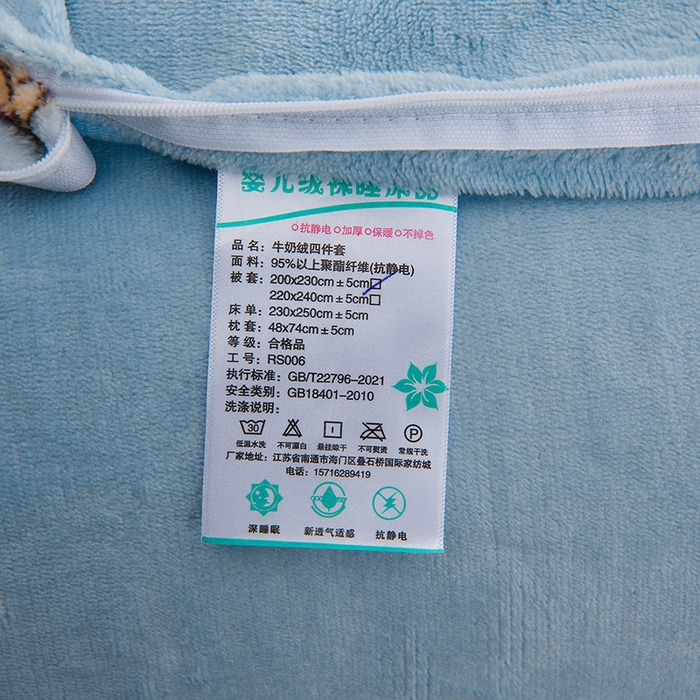 婴儿绒裸睡床品
抗静电 加厚 保暖 不掉色
品 名：牛奶绒四件套
面 料：95%以上聚酯纤维(抗静电)
被 套：200x230cm±5cm□
220x240cm±5cm□
床 单：230x250cm±5cm
枕 套：48x74cm±5cm
等 级：合格品
工 号：RS006
执行标准：GB/T22796-2021
安全类别：GB18401-2010
洗涤说明：
30 P
低温水洗 不可漂白 悬挂晾干 不可熨烫 常规干洗
厂家地址：江苏省南通市海门区叠石桥国际家纺城
电话：15716289419
深睡眠 新透气适感 抗静电